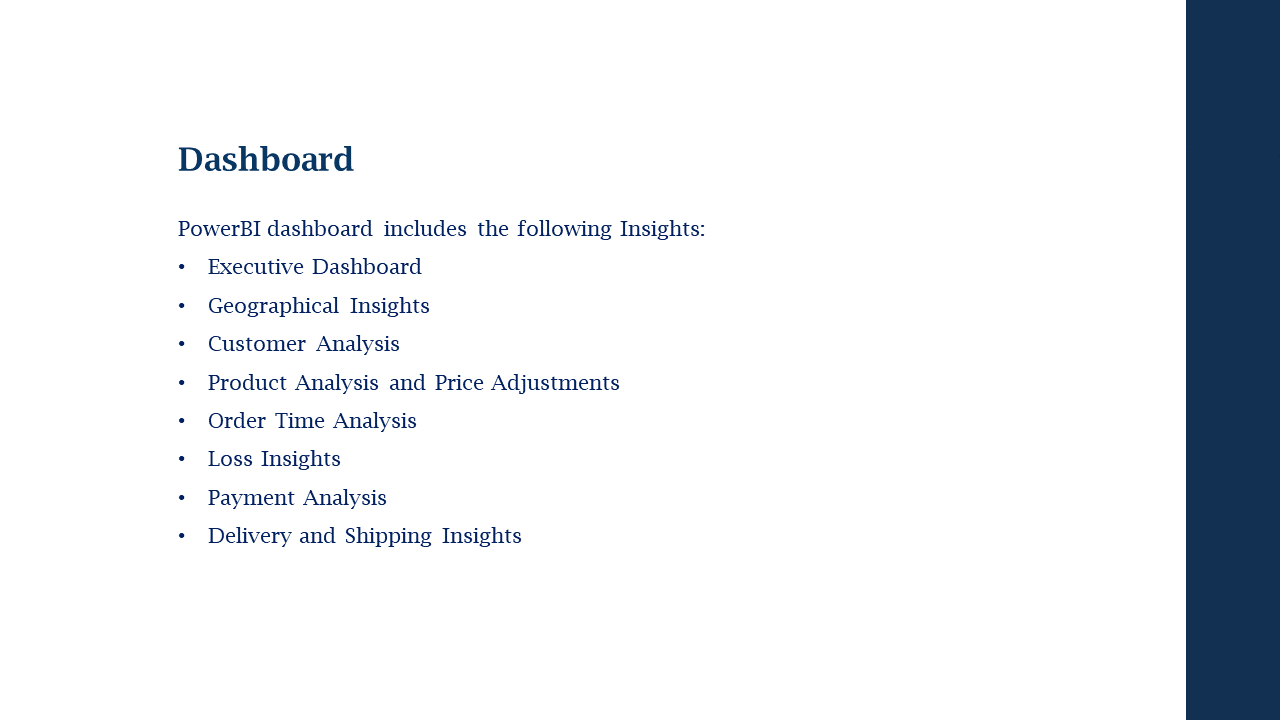 Dashboard
PowerBI dashboard includes the following Insights:
• Executive Dashboard
• Geographical Insights
• Customer Analysis
• Product Analysis and Price Adjustments
• Order Time Analysis
• Loss Insights
• Payment Analysis
• Delivery and Shipping Insights